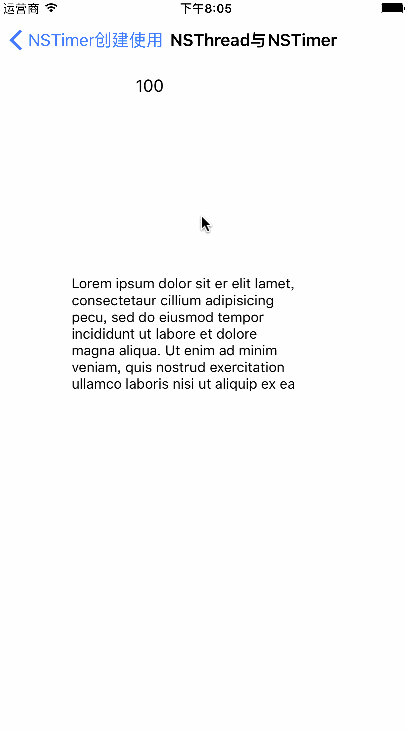 运营商 下午8:05
NSTimer创建使用 NSThread与NSTimer
100
Lorem ipsum dolor sit er elit lamet,
consectetaur cillium adipisicing
pecu, sed do eiusmod tempor
incididunt ut labore et dolore
magna aliqua. Ut enim ad minim
veniam, quis nostrud exercitation
ullamco laboris nisi ut aliquip ex ea